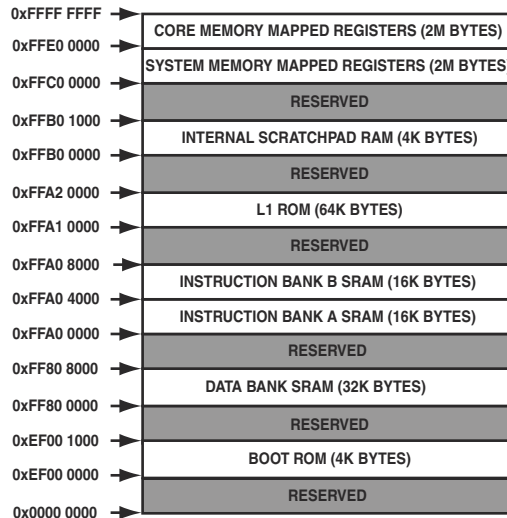 0xFFFF FFFF
CORE MEMORY MAPPED REGISTERS (2M BYTES)
0xFFE0 0000
SYSTEM MEMORY MAPPED REGISTERS (2M BYTES)
0xFFC0 0000
RESERVED
0xFFB0 1000
INTERNAL SCRATCHPAD RAM (4K BYTES)
0xFFB0 0000
RESERVED
0xFFA2 0000
L1 ROM (64K BYTES)
0xFFA1 0000
RESERVED
0xFFA0 8000
INSTRUCTION BANK B SRAM (16K BYTES)
0xFFA0 4000
INSTRUCTION BANK A SRAM (16K BYTES)
0xFFA0 0000
RESERVED
0xFF80 8000
DATA BANK SRAM (32K BYTES)
0xFF80 0000
RESERVED
0xEF00 1000
BOOT ROM (4K BYTES)
0xEF00 0000
RESERVED
0x0000 0000